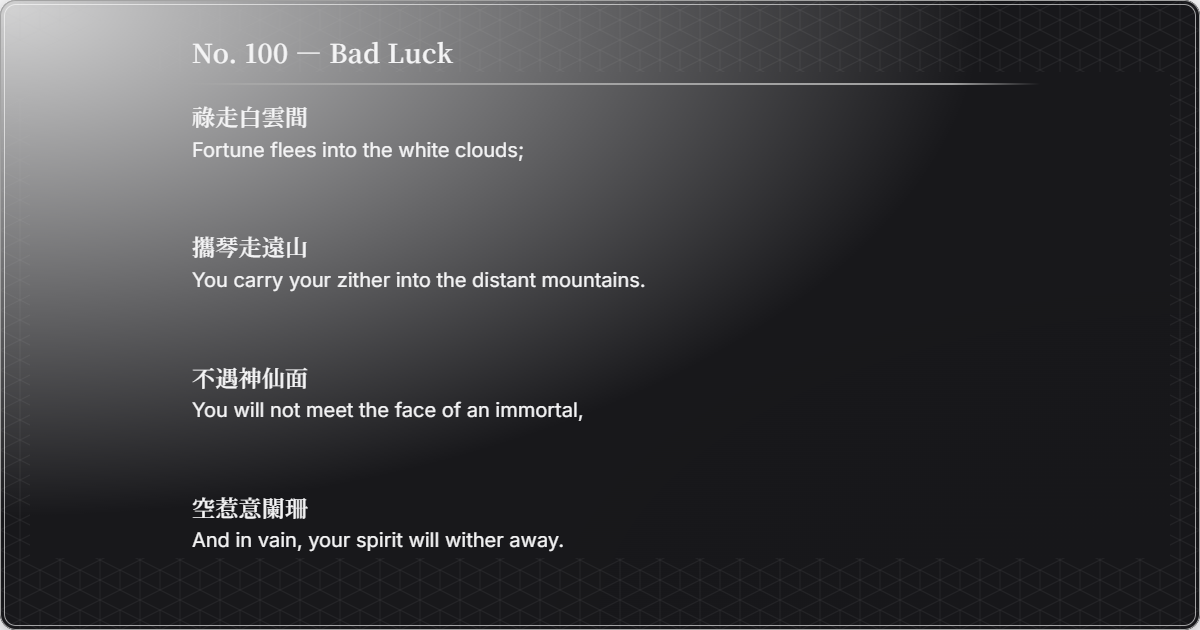 No. 100 — Bad Luck
祿走白雲間
Fortune flees into the white clouds;
攜琴走遠山
You carry your zither into the distant mountains.
不遇神仙面
You will not meet the face of an immortal,
空惹意闌珊
And in vain, your spirit will wither away.